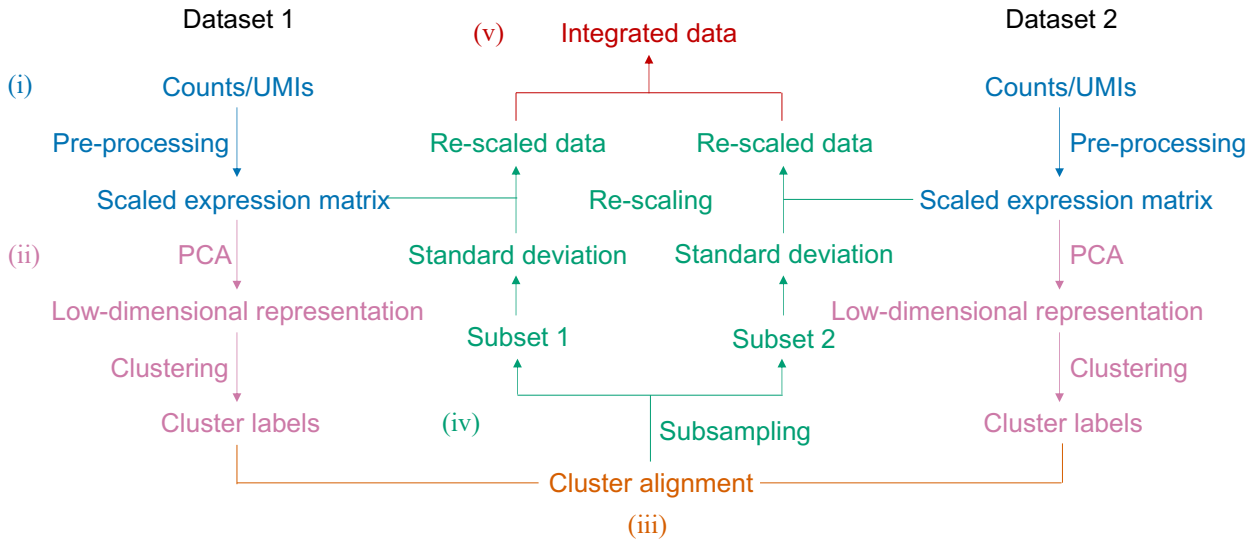 Dataset 1
(v)
Integrated data
Dataset 2
(i)
Counts/UMIs
Counts/UMIs
Pre-processing
Re-scaled data
Re-scaled data
Pre-processing
Scaled expression matrix
Re-scaling
Scaled expression matrix
(ii)
PCA
Standard deviation
Standard deviation
PCA
Low-dimensional representation
Low-dimensional representation
Subset 1
Subset 2
Clustering
Clustering
Cluster labels
(iv)
Subsampling
Cluster labels
Cluster alignment
(iii)